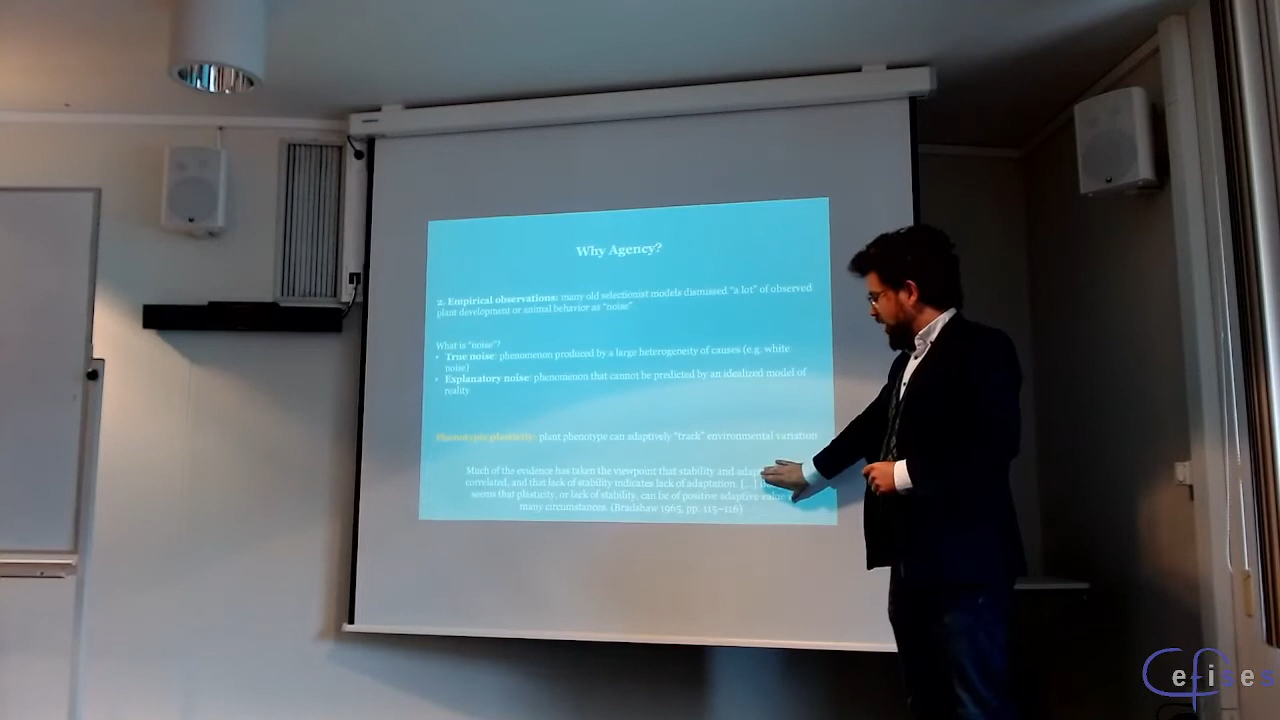 Why Agency?
2. Empirical observations: many old selectionist models dismissed "a lot" of observed
plant development or animal behavior as "noise"
What is "noise"?
• True noise: phenomenon produced by a large heterogeneity of causes (e.g. white
noise)
• Explanatory noise: phenomenon that cannot be predicted by an idealized model of
reality
Phenotypic plasticity: plant phenotype can adaptively "track" environmental variation
Much of the evidence has taken the viewpoint that stability and
correlated, and that lack of stability indicates lack of adaptation. [...]
seems that plasticity, or lack of stability, can be of positive adaptive value
many circumstances. (Bradshaw 1965, pp. 115–116)
Cefises